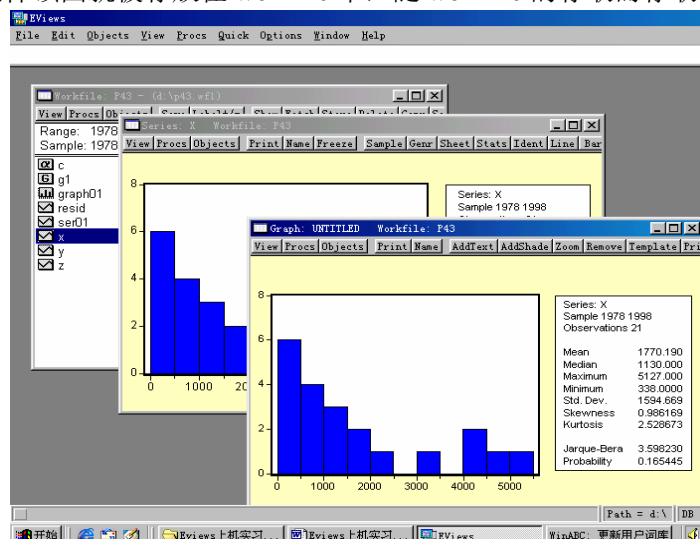 EViews
File Edit Objects View Procs Quick Options Window Help
Workfile: P43 - (d:\p43.wf1)
View Procs
Range: 1978
Sample: 1978
c
g1
graph01
resid
ser01
x
y
z
Series: X Workfile: P43
View Procs Objects Print Name Freeze Sample Genr Sheet Stats Ident Line Bar
8
6
4
2
0
0 1000
Series: X
Sample 1978 1998
Graph: UNTITLED Workfile: P43
View Procs Objects Print Name AddText AddShade Zoom Remove Template
8
6
4
2
0
0 1000 2000 3000 4000 5000
Series: X
Sample 1978 1998
Observations 21
Mean 1770.190
Median 1130.000
Maximum 5127.000
Minimum 338.0000
Std. Dev. 1594.669
Skewness 0.986169
Kurtosis 2.528673
Jarque-Bera 3.598230
Probability 0.165445
Path = d:\ DB
开始 Eviews上机实习... Eviews上机实习... EViews WinABC: 更新用户词库